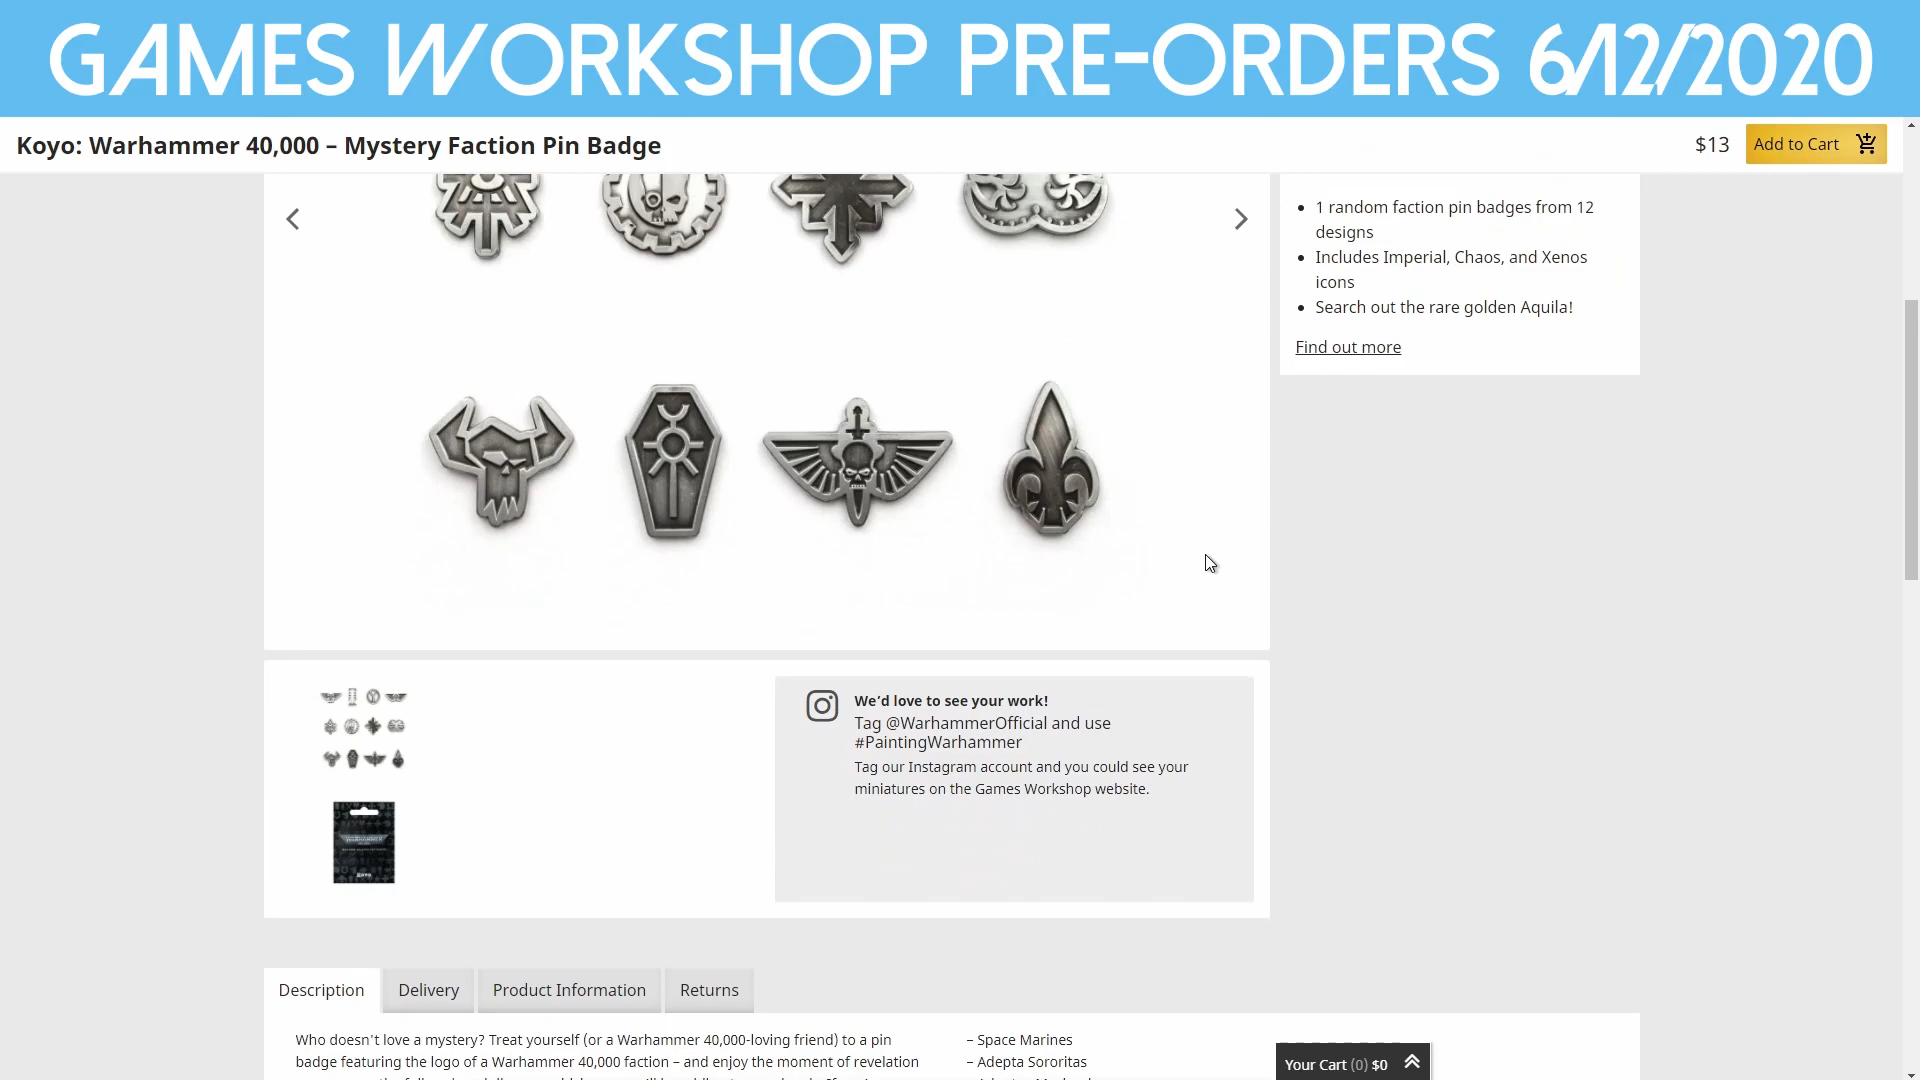 GAMES WORKSHOP PRE-ORDERS 6/12/2020
Koyo: Warhammer 40,000 – Mystery Faction Pin Badge
$13
Add to Cart
1 random faction pin badges from 12
designs
Includes Imperial, Chaos, and Xenos
icons
Search out the rare golden Aquila!
Find out more
We'd love to see your work!
Tag @WarhammerOfficial and use
#PaintingWarhammer
Tag our Instagram account and you could see your
miniatures on the Games Workshop website.
WARHAMMER
Description
Delivery
Product Information
Returns
Who doesn't love a mystery? Treat yourself (or a Warhammer 40,000-loving friend) to a pin
badge featuring the logo of a Warhammer 40,000 faction – and enjoy the moment of revelation
– Space Marines
– Adepta Sororitas
Your Cart (0) $0